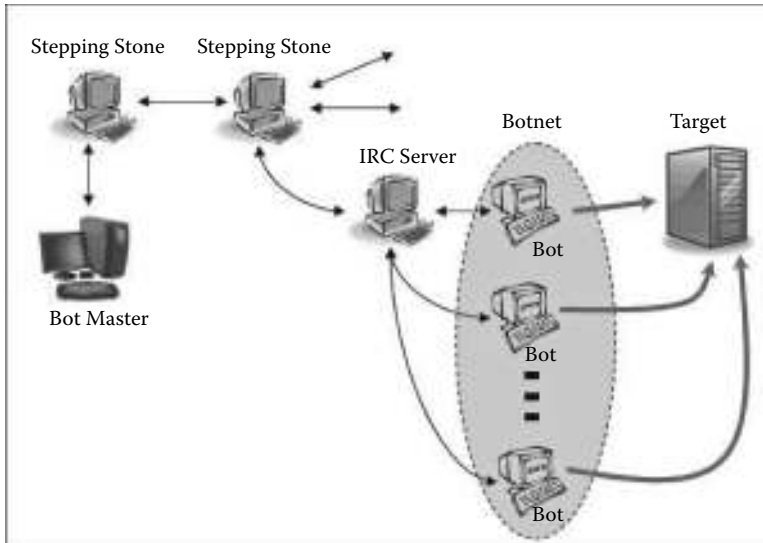 Stepping Stone
Stepping Stone
Botnet
Target
IRC Server
Bot
Bot Master
Bot
Bot